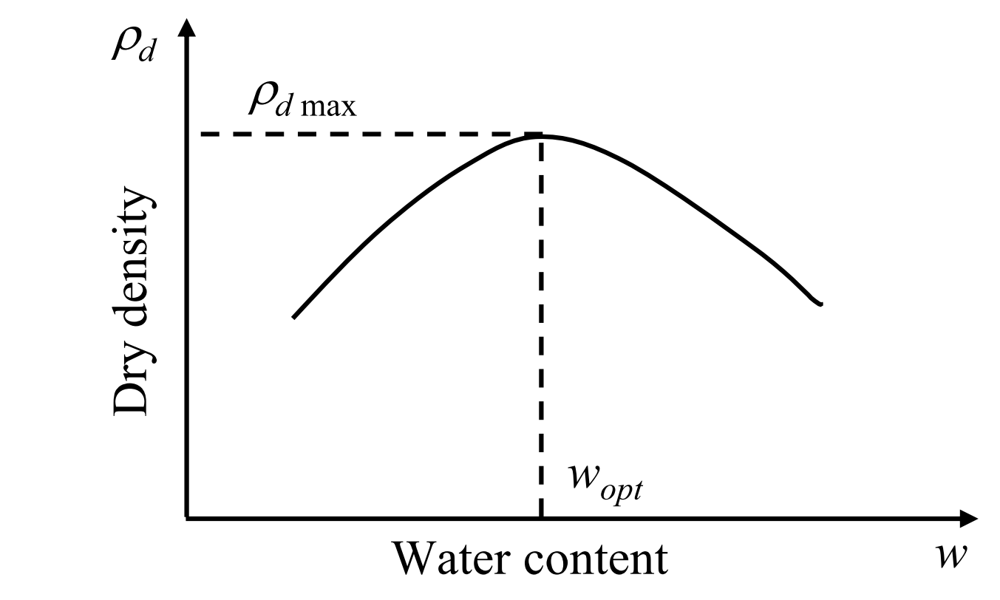 ρd
ρd max
Dry density
wopt
Water content
w